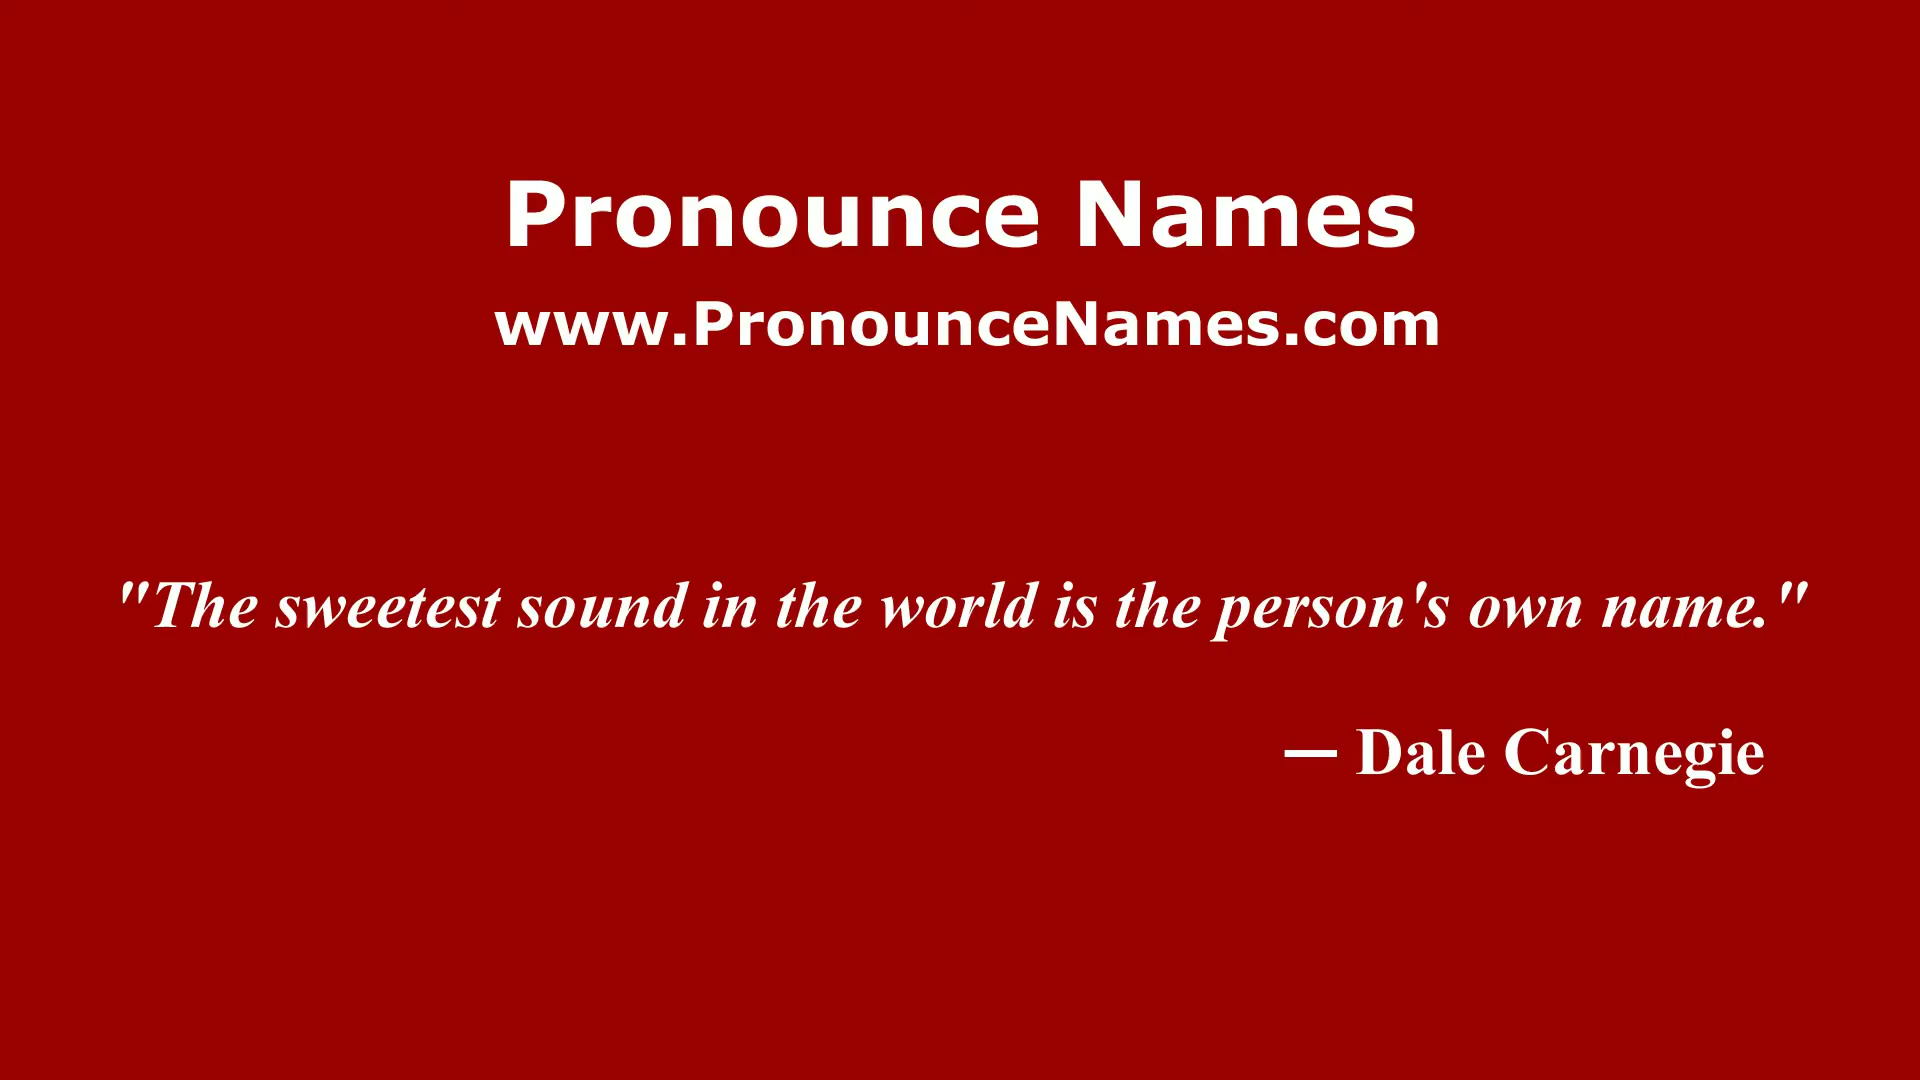 Pronounce Names
www.PronounceNames.com
"The sweetest sound in the world is the person's own name."
— Dale Carnegie